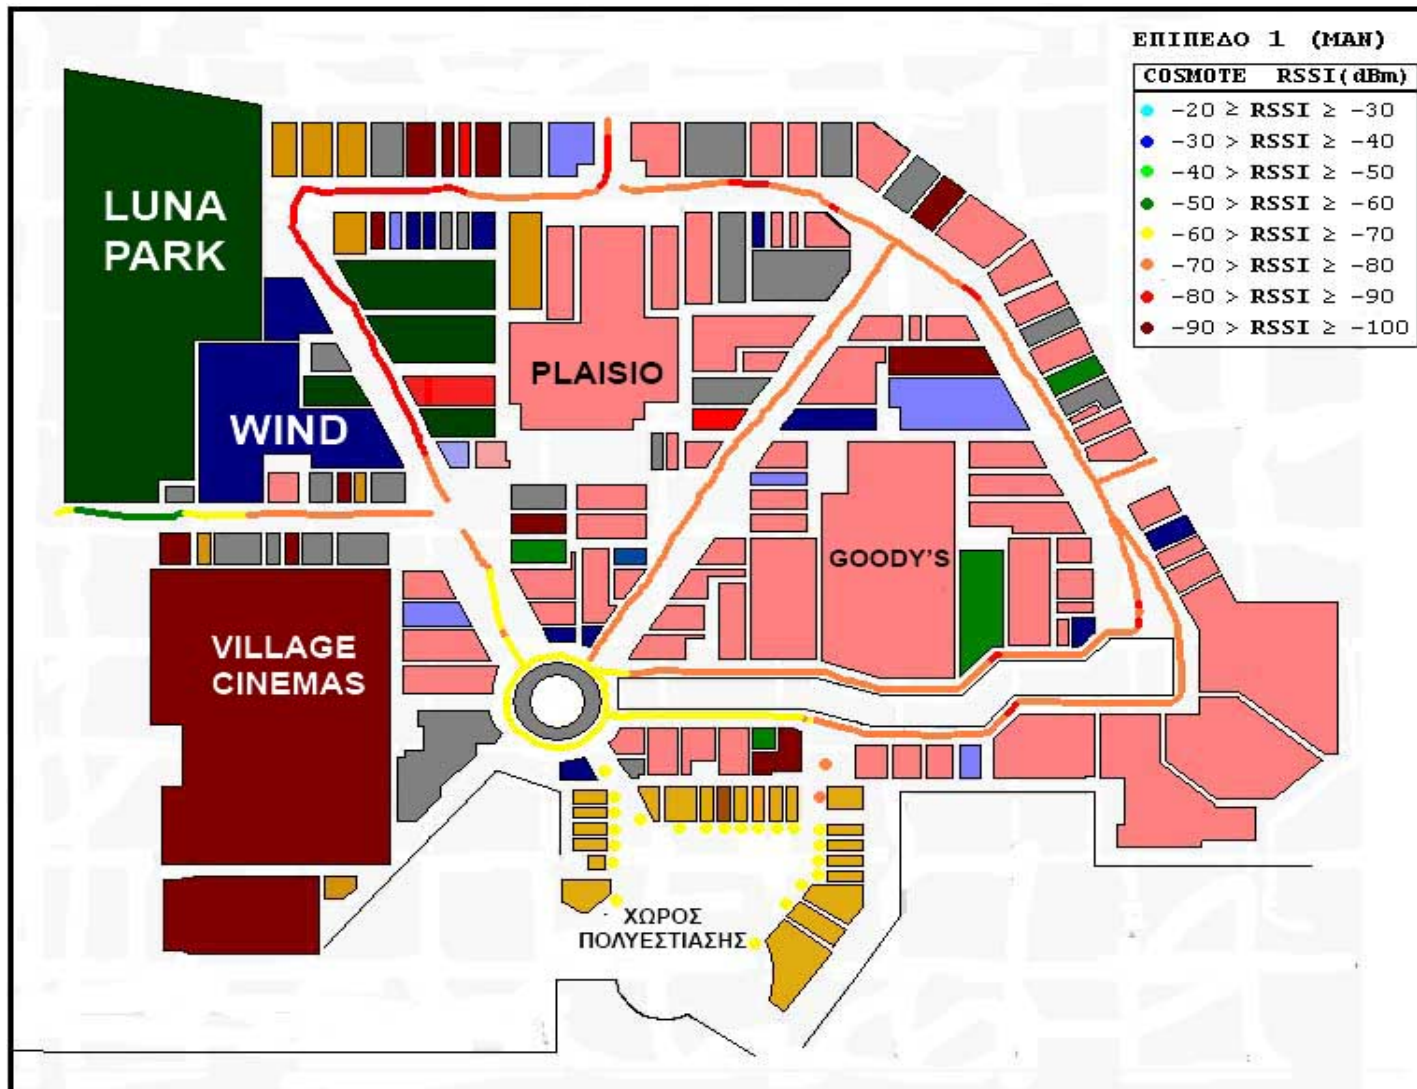 ΕΠΙΠΕΔΟ 1 (MAN)
COSMOTE RSSI(dBm)
-20 ≥ RSSI ≥ -30
-30 > RSSI ≥ -40
-40 > RSSI ≥ -50
-50 > RSSI ≥ -60
-60 > RSSI ≥ -70
-70 > RSSI ≥ -80
-80 > RSSI ≥ -90
-90 > RSSI ≥ -100
LUNA
PARK
PLAISIO
WIND
GOODY'S
VILLAGE
CINEMAS
ΧΩΡΟΣ
ΠΟΛΥΕΣΤΙΑΣΗΣ